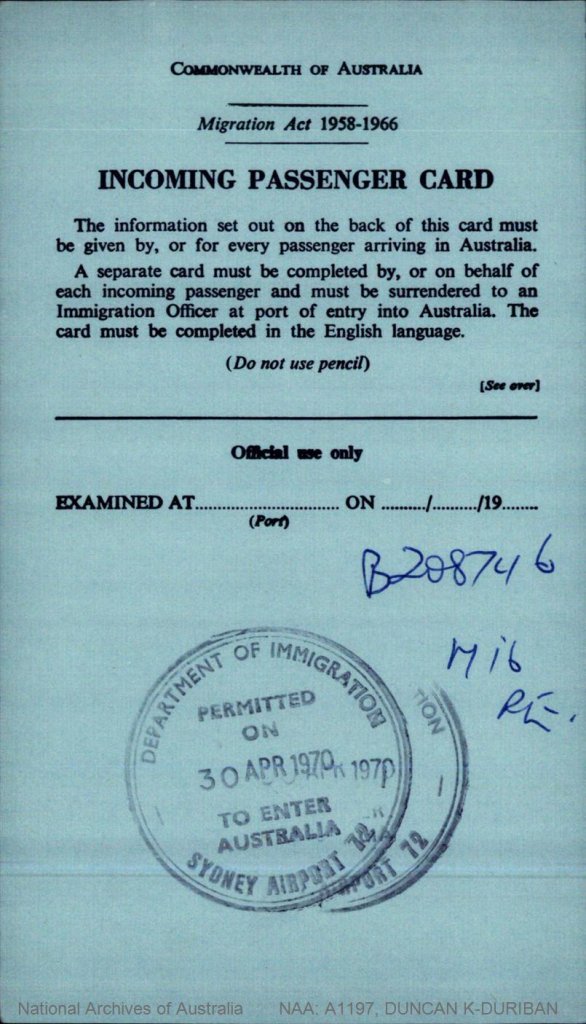 COMMONWEALTH OF AUSTRALIA
Migration Act 1958-1966
INCOMING PASSENGER CARD
The information set out on the back of this card must
be given by, or for every passenger arriving in Australia.
A separate card must be completed by, or on behalf of
each incoming passenger and must be surrendered to an
Immigration Officer at port of entry into Australia. The
card must be completed in the English language.
(Do not use pencil)
[See over]
Official use only
EXAMINED AT.............................. ON ........../........../19........
(Port)
B208746
M16
DEPARTMENT OF IMMIGRATION
PERMITTED
ON
30 APR 1970
TO ENTER
AUSTRALIA
SYDNEY AIRPORT 72
TION
1970
AIRPORT 72
National Archives of Australia NAA: A1197, DUNCAN K-DURIBAN